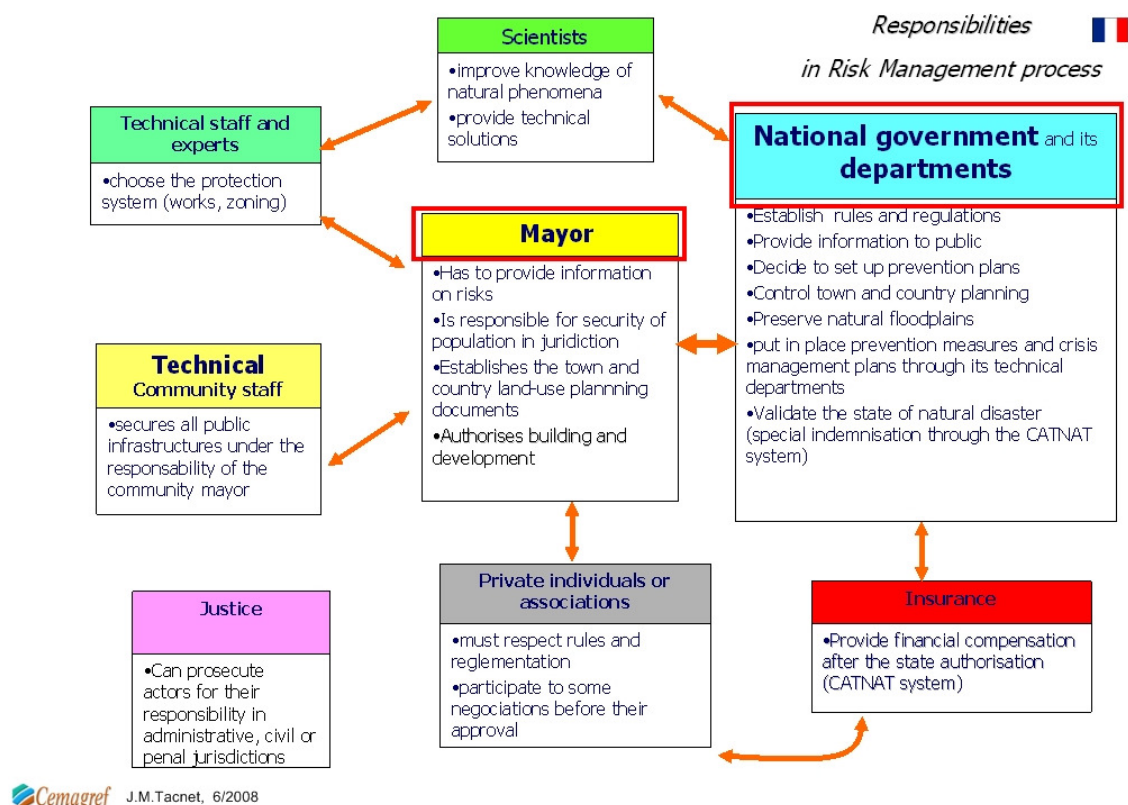 Responsibilities
in Risk Management process
Scientists
•improve knowledge of
natural phenomena
•provide technical
solutions
Technical staff and
experts
•choose the protection
system (works, zoning)
National government and its
departments
•Establish rules and regulations
•Provide information to public
•Decide to set up prevention plans
•Control town and country planning
•Preserve natural floodplains
•put in place prevention measures and crisis
management plans through its technical
departments
•Validate the state of natural disaster
(special indemnisation through the CATNAT
system)
Mayor
•Has to provide information
on risks
•Is responsible for security of
population in juridiction
•Establishes the town and
country land-use plannning
documents
•Authorises building and
development
Technical
Community staff
•secures all public
infrastructures under the
responsability of the
community mayor
Private individuals or
associations
•must respect rules and
reglementation
•participate to some
negociations before their
approval
Insurance
•Provide financial compensation
after the state authorisation
(CATNAT system)
Justice
•Can prosecute
actors for their
responsibility in
administrative, civil or
penal jurisdictions
Cemagref J.M.Tacnet, 6/2008